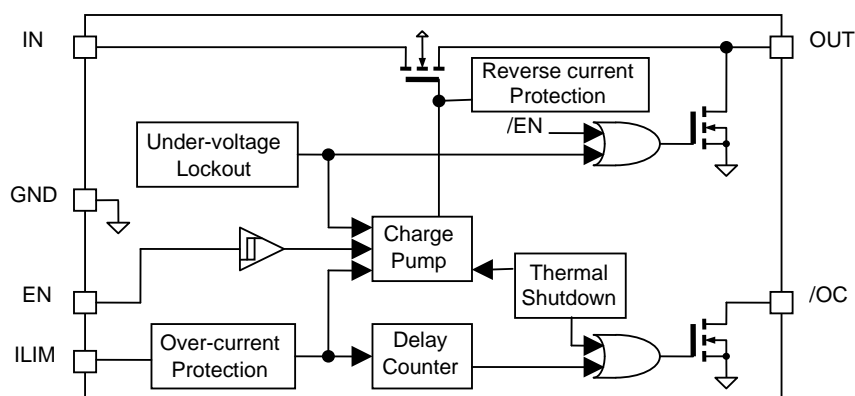 IN
OUT
Reverse current
Protection
/EN
Under-voltage
Lockout
GND
Charge
Pump
Thermal
Shutdown
EN
/OC
ILIM
Over-current
Protection
Delay
Counter